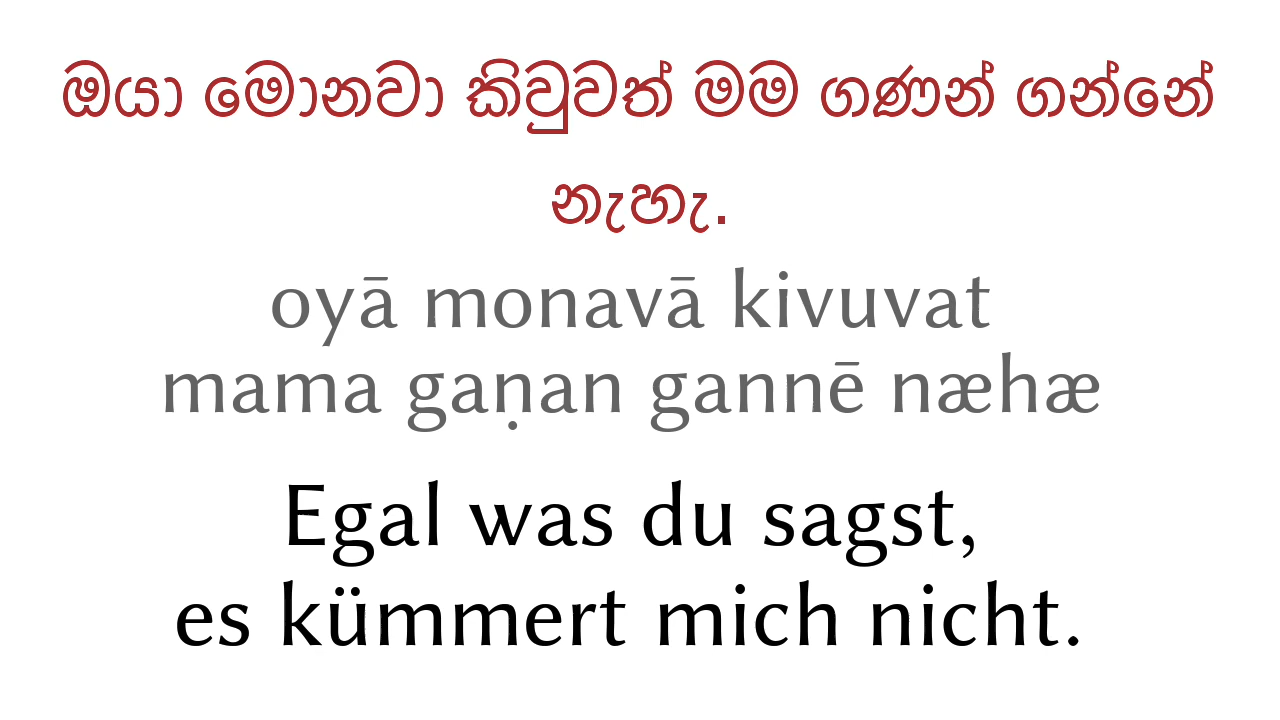 ඔයා මොනවා කිවුවත් මම ගණන් ගන්නේ
නැහැ.
oyā monavā kivuvat
mama gaṇan gannē næhæ
Egal was du sagst,
es kümmert mich nicht.